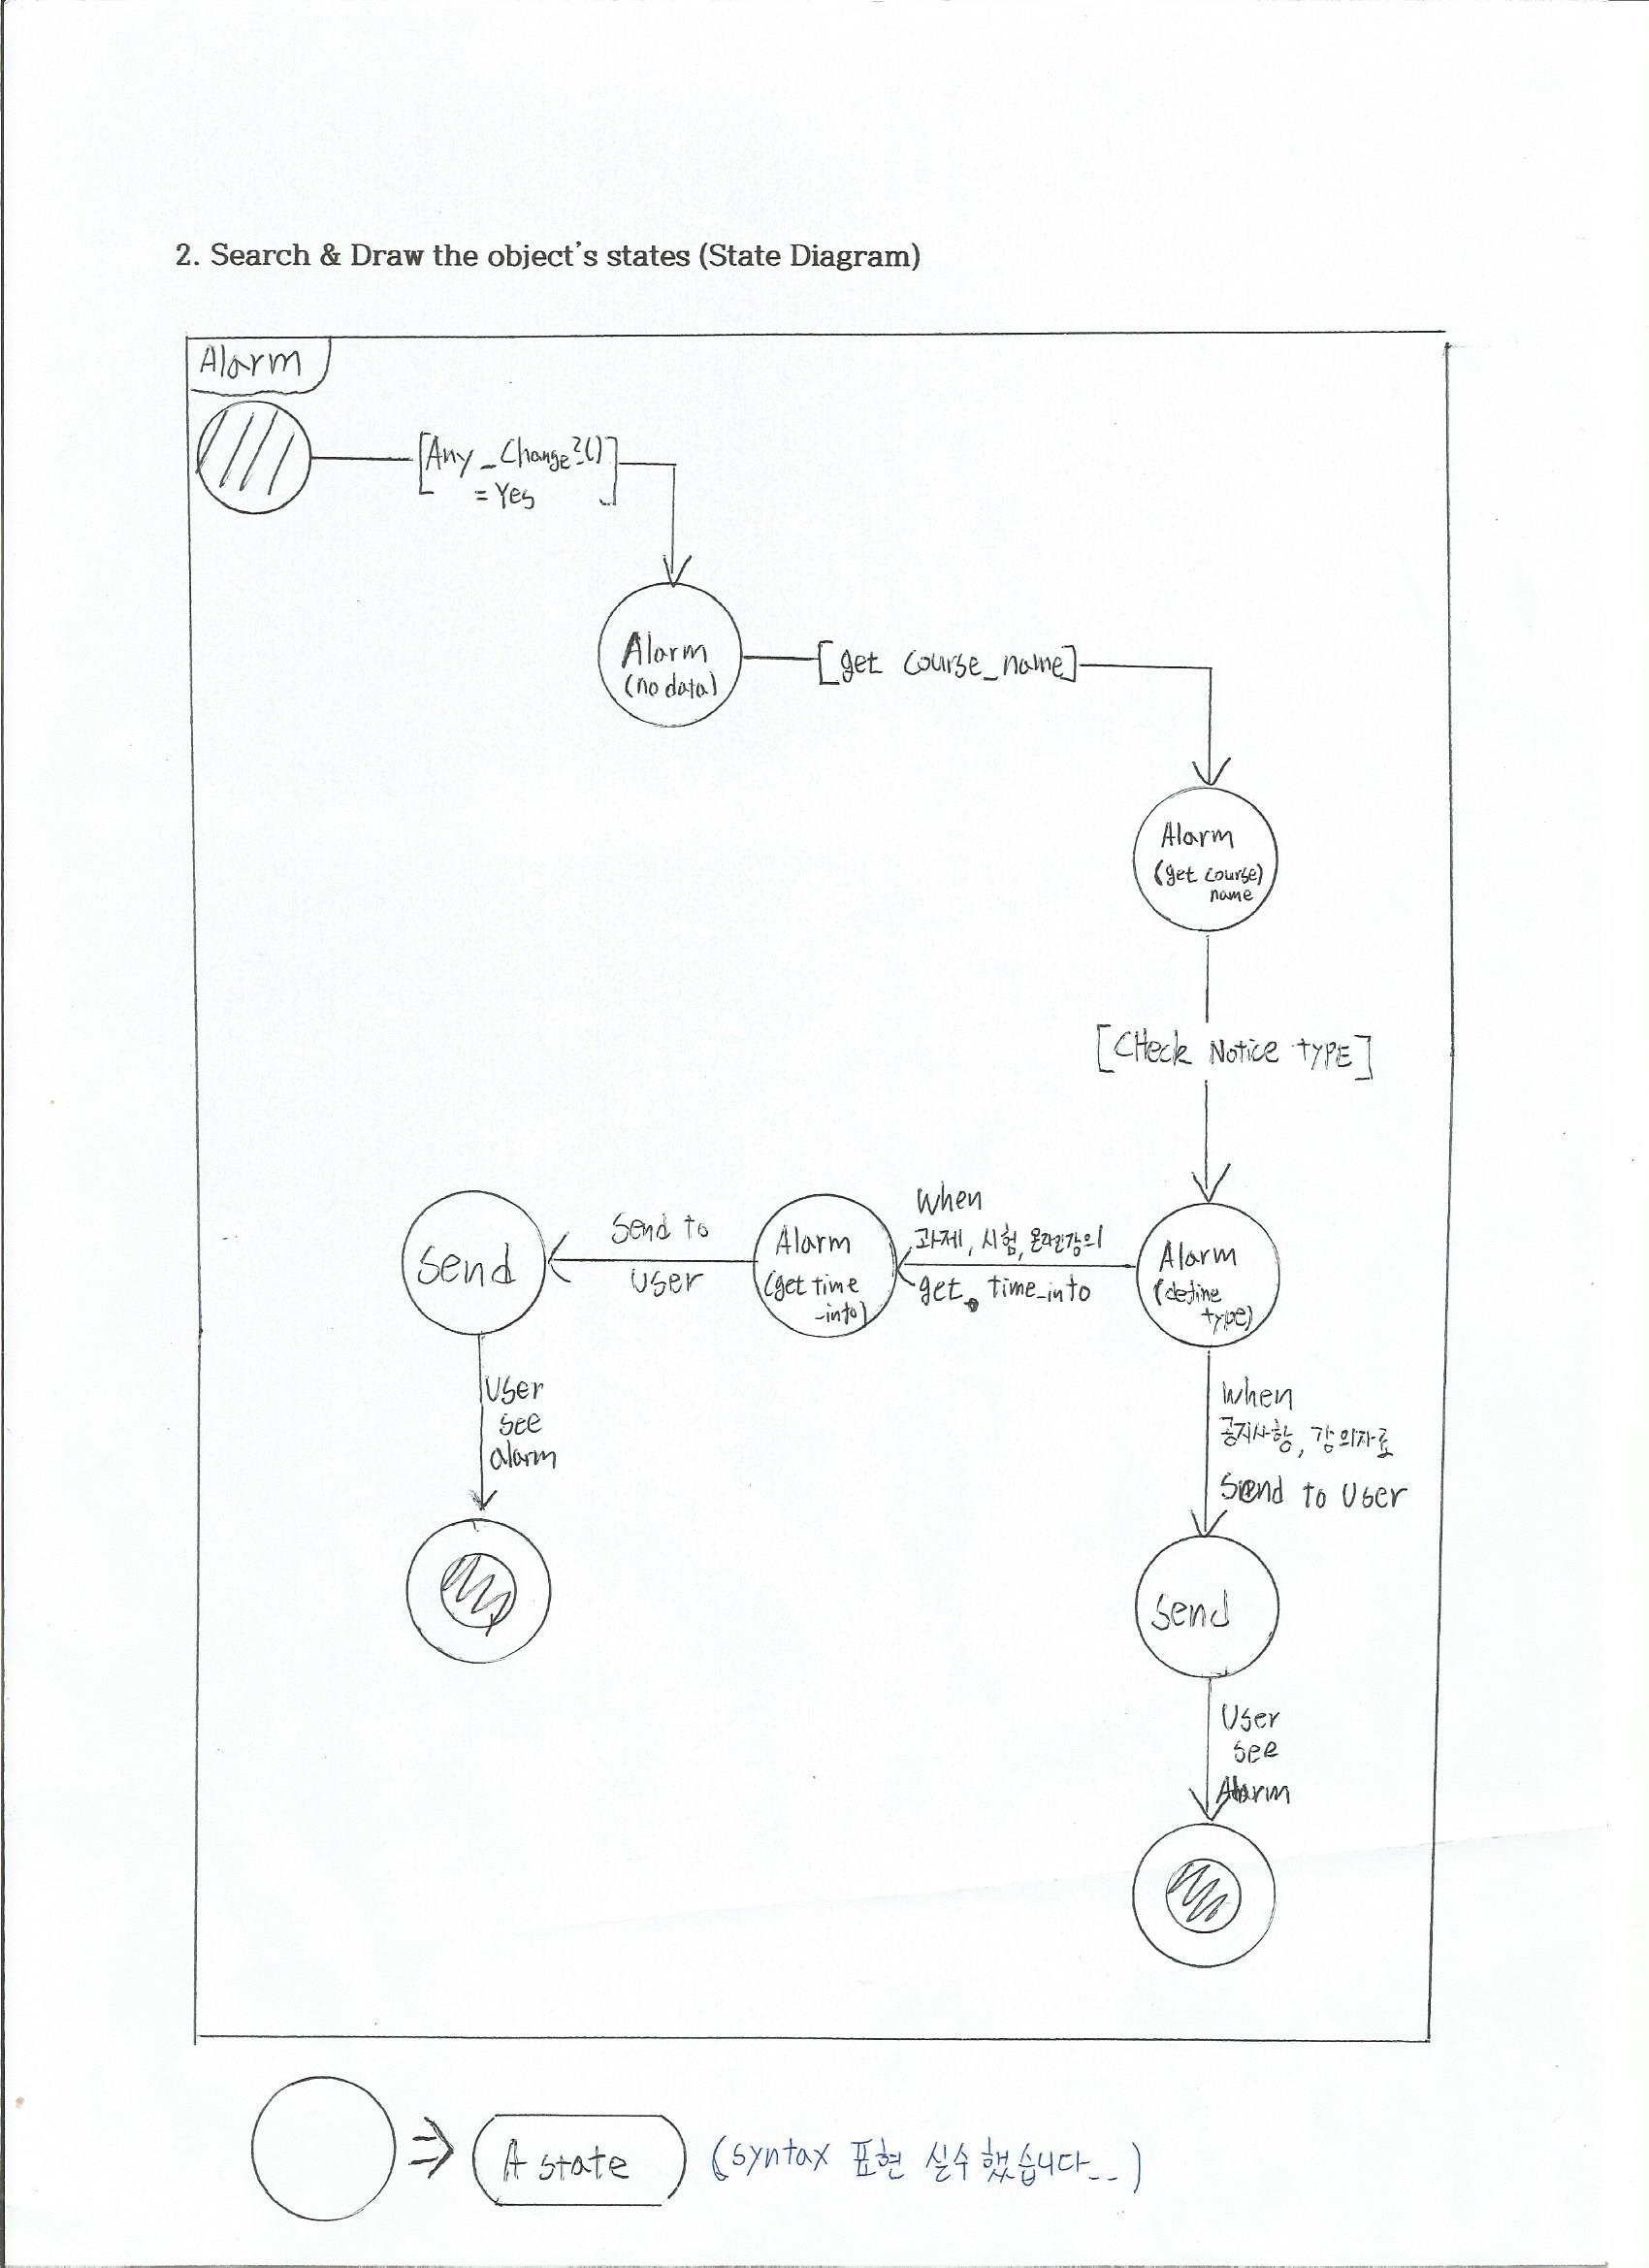 2. Search & Draw the object's states (State Diagram)
Alarm
[Any_Change?()
= Yes ]
Alarm
(no data)
[get course_name]
Alarm
(get course)
name
[CHeck Notice tYPE]
When
과제, 시험, 온라인강의
get time_into
Alarm
(define
type)
Alarm
(get time
-into)
Send to
User
Send
User
see
alarm
When
공지사항, 강의자료
Send to User
Send
User
see
Alarm
A state
(syntax 표현 실수 했습니다..)